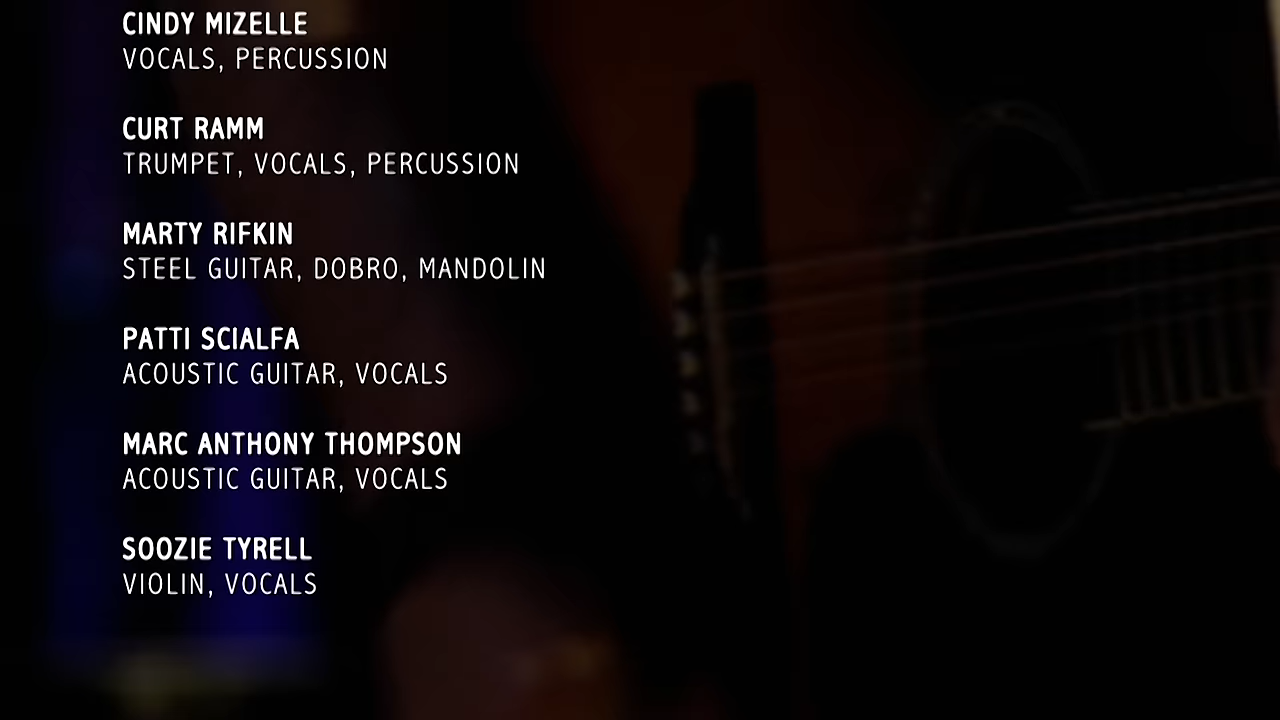 CINDY MIZELLE
VOCALS, PERCUSSION
CURT RAMM
TRUMPET, VOCALS, PERCUSSION
MARTY RIFKIN
STEEL GUITAR, DOBRO, MANDOLIN
PATTI SCIALFA
ACOUSTIC GUITAR, VOCALS
MARC ANTHONY THOMPSON
ACOUSTIC GUITAR, VOCALS
SOOZIE TYRELL
VIOLIN, VOCALS